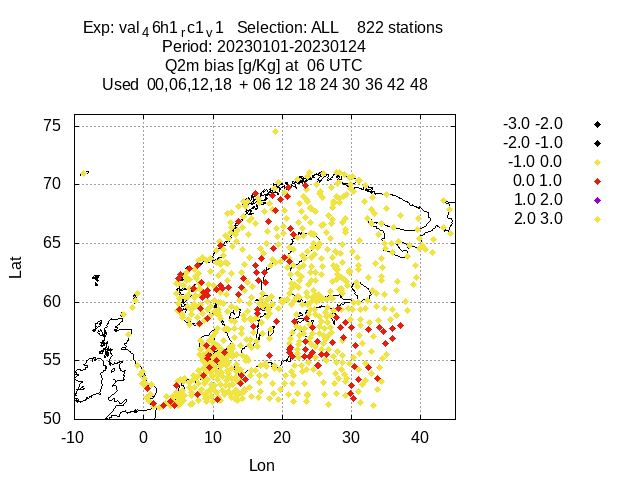 Exp: val46h1rc1v1 Selection: ALL 822 stations
Period: 20230101-20230124
Q2m bias [g/Kg] at 06 UTC
Used 00,06,12,18 + 06 12 18 24 30 36 42 48
-3.0 -2.0
-2.0 -1.0
-1.0 0.0
0.0 1.0
1.0 2.0
2.0 3.0
75
70
65
60
55
50
Lat
-10 0 10 20 30 40
Lon